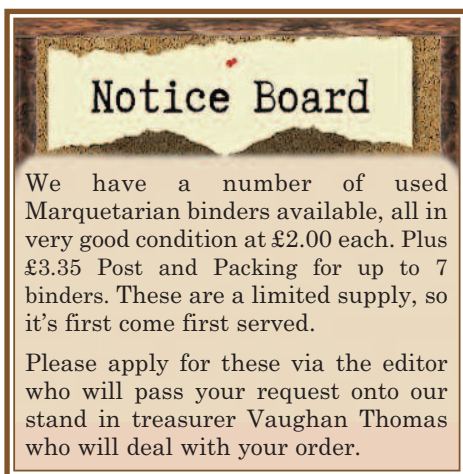 Notice Board
We have a number of used
Marquetarian binders available, all in
very good condition at £2.00 each. Plus
£3.35 Post and Packing for up to 7
binders. These are a limited supply, so
it's first come first served.
Please apply for these via the editor
who will pass your request onto our
stand in treasurer Vaughan Thomas
who will deal with your order.